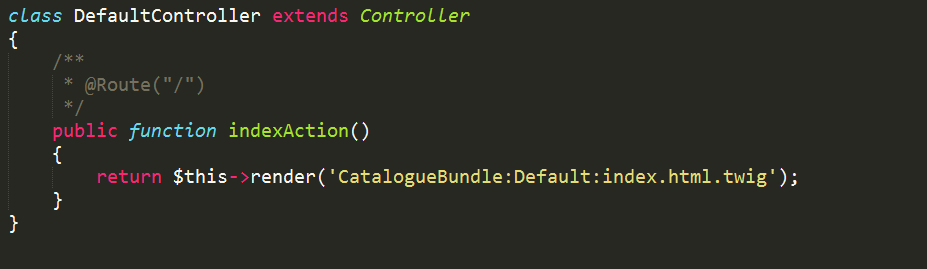 class DefaultController extends Controller
{
    /**
     * @Route("/")
     */
    public function indexAction()
    {
        return $this->render('CatalogueBundle:Default:index.html.twig');
    }
}